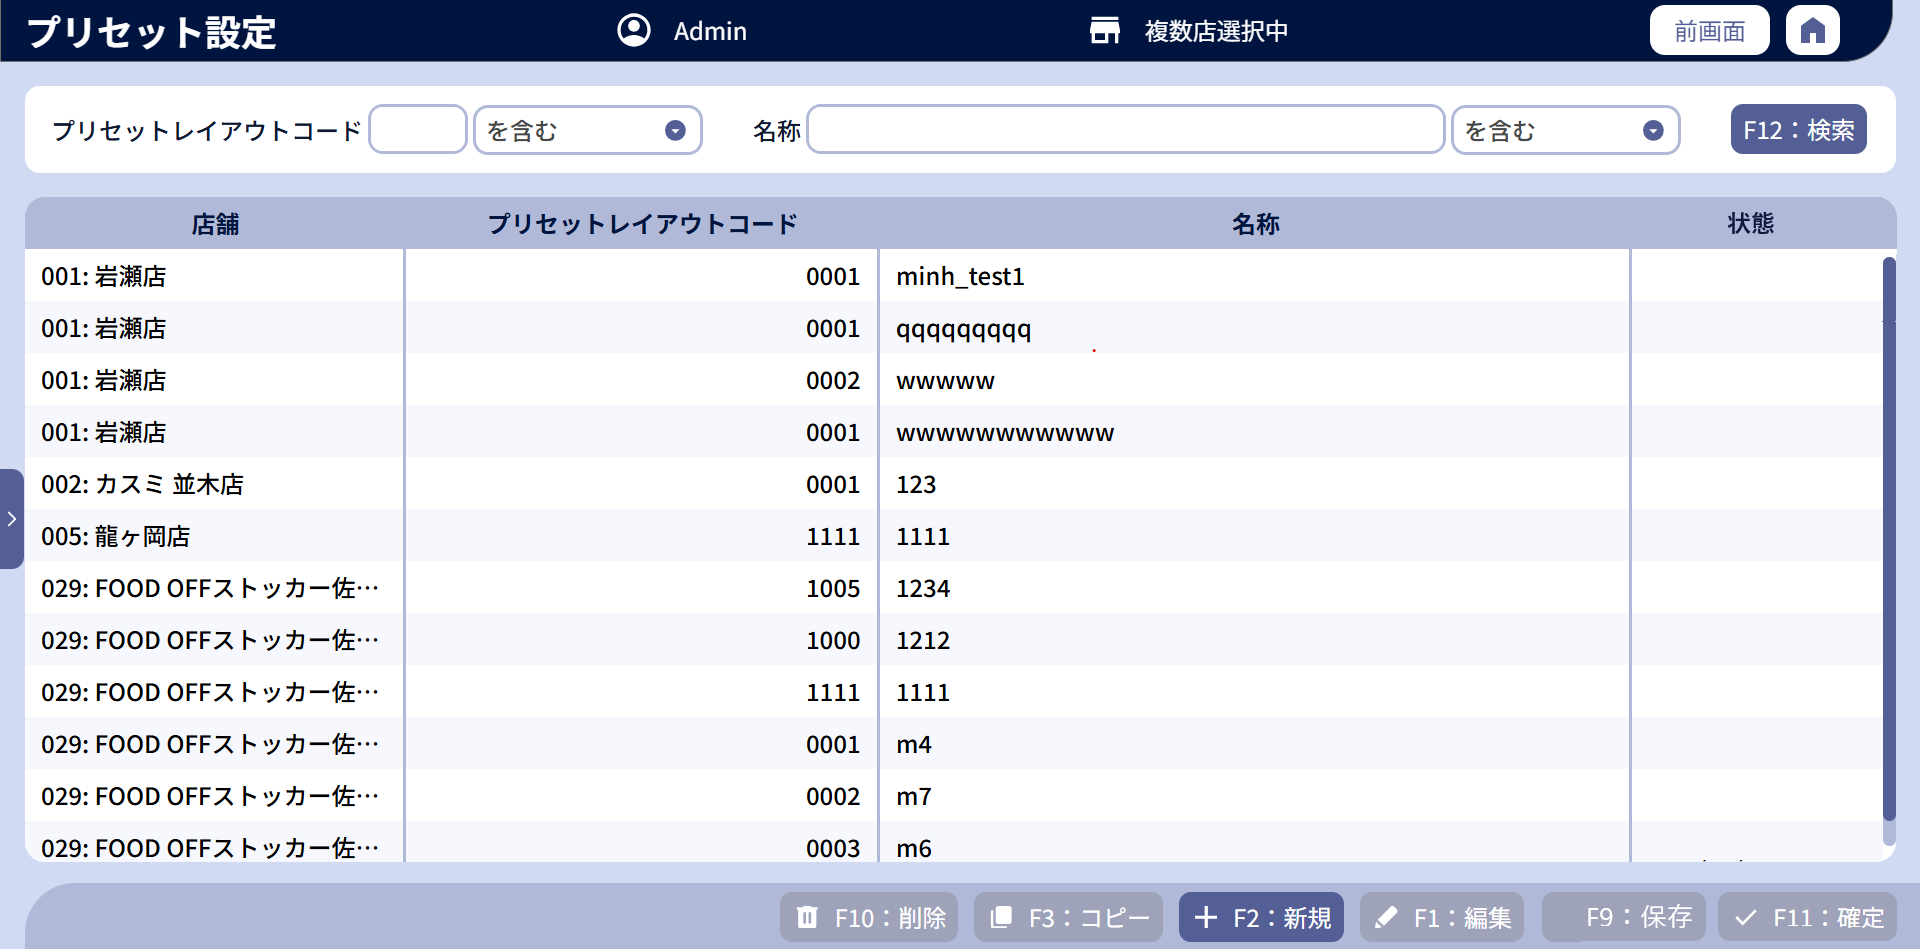 プリセット設定 Admin 複数店選択中 前画面
プリセットレイアウトコード を含む 名称 を含む F12：検索
店舗 プリセットレイアウトコード 名称 状態
001: 岩瀬店 0001 minh_test1
001: 岩瀬店 0001 qqqqqqqqq
001: 岩瀬店 0002 wwwww
001: 岩瀬店 0001 wwwwwwwwwww
002: カスミ 並木店 0001 123
005: 龍ヶ岡店 1111 1111
029: FOOD OFFストッカー佐… 1005 1234
029: FOOD OFFストッカー佐… 1000 1212
029: FOOD OFFストッカー佐… 1111 1111
029: FOOD OFFストッカー佐… 0001 m4
029: FOOD OFFストッカー佐… 0002 m7
029: FOOD OFFストッカー佐… 0003 m6
F10：削除 F3：コピー F2：新規 F1：編集 F9：保存 F11：確定